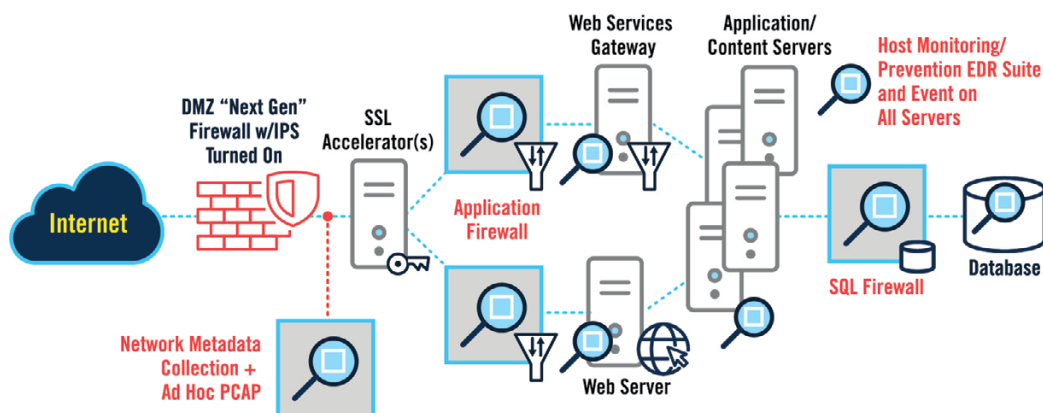 Internet
DMZ “Next Gen”
Firewall w/IPS
Turned On
Network Metadata
Collection +
Ad Hoc PCAP
SSL
Accelerator(s)
Application
Firewall
Web Services
Gateway
Web Server
Application/
Content Servers
Host Monitoring/
Prevention EDR Suite
and Event on
All Servers
SQL Firewall
Database